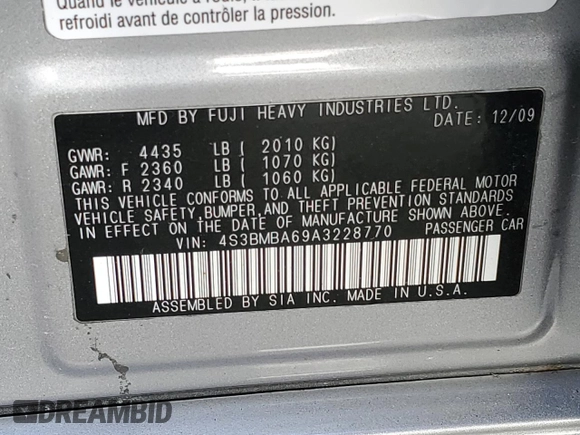 Quand le véhicule a roulé,
refroidi avant de contrôler la pression.
MFD BY FUJI HEAVY INDUSTRIES LTD.
DATE: 12/09
GVWR: 4435 LB ( 2010 KG)
GAWR: F 2360 LB ( 1070 KG)
GAWR: R 2340 LB ( 1060 KG)
THIS VEHICLE CONFORMS TO ALL APPLICABLE FEDERAL MOTOR
VEHICLE SAFETY,BUMPER,AND THEFT PREVENTION STANDARDS
IN EFFECT ON THE DATE OF MANUFACTURE SHOWN ABOVE.
VIN: 4S3BMBA69A3228770 PASSENGER CAR
ASSEMBLED BY SIA INC. MADE IN U.S.A.
DREAMBID